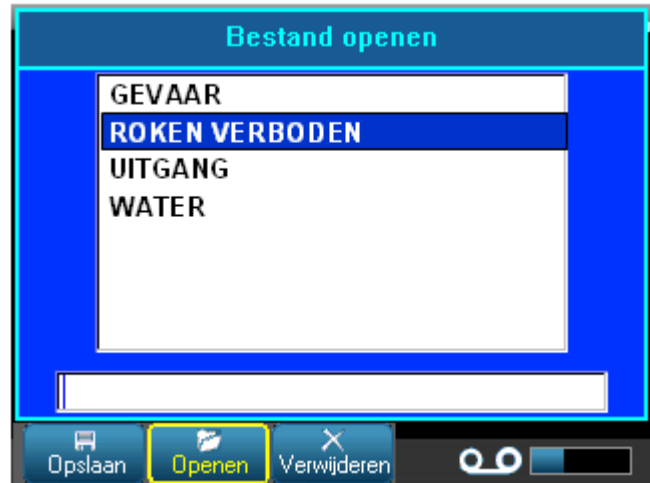 Bestand openen
GEVAAR
ROKEN VERBODEN
UITGANG
WATER
Opslaan Openen Verwijderen